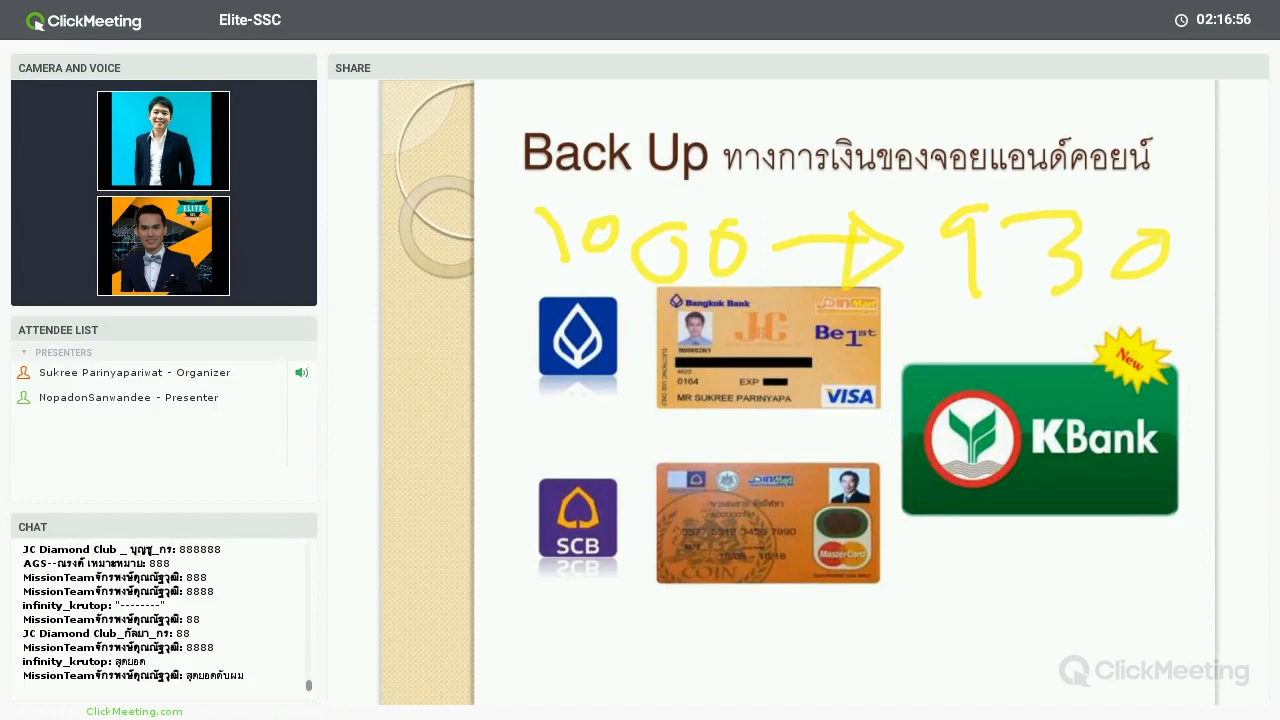 ClickMeeting
Elite-SSC
02:16:56
CAMERA AND VOICE
ELITE
ATTENDEE LIST
PRESENTERS
Sukree Parinyapariwat - Organizer
NopadonSanwandee - Presenter
CHAT
JC Diamond Club _ บุญชู_กร: 888888
AGS--ณรงค์ เหมาะหมาย: 888
MissionTeamจักรพงษ์คุณณัฐวุฒิ: 888
MissionTeamจักรพงษ์คุณณัฐวุฒิ: 8888
infinity_krutop: "--------"
MissionTeamจักรพงษ์คุณณัฐวุฒิ: 88
JC Diamond Club_กัลยา_กร: 88
MissionTeamจักรพงษ์คุณณัฐวุฒิ: 8888
infinity_krutop: สุดยอด
MissionTeamจักรพงษ์คุณณัฐวุฒิ: สุดยอดคับผม
ClickMeeting.com
SHARE
Back Up ทางการเงินของจอยแอนด์คอยน์
1000 → 930
Bangkok Bank
JOINMart
JC
Be1st
4622
0164 EXP
VISA
MR SUKREE PARINYAPA
New
KBank
SCB
JOINMart
5577 5512 3456 7890
MasterCard
COIN
ClickMeeting